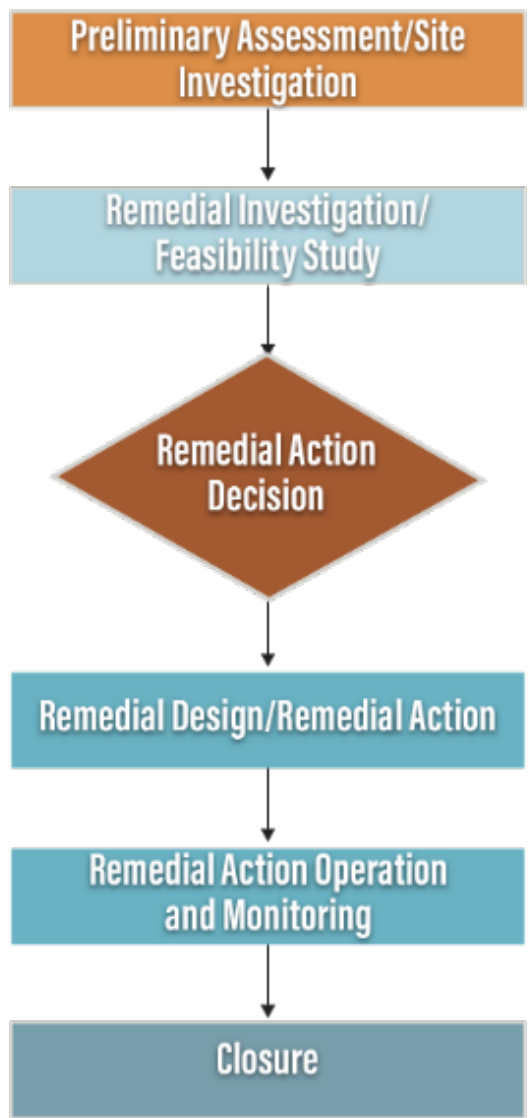 Preliminary Assessment/Site
Investigation
Remedial Investigation/
Feasibility Study
Remedial Action
Decision
Remedial Design/Remedial Action
Remedial Action Operation
and Monitoring
Closure